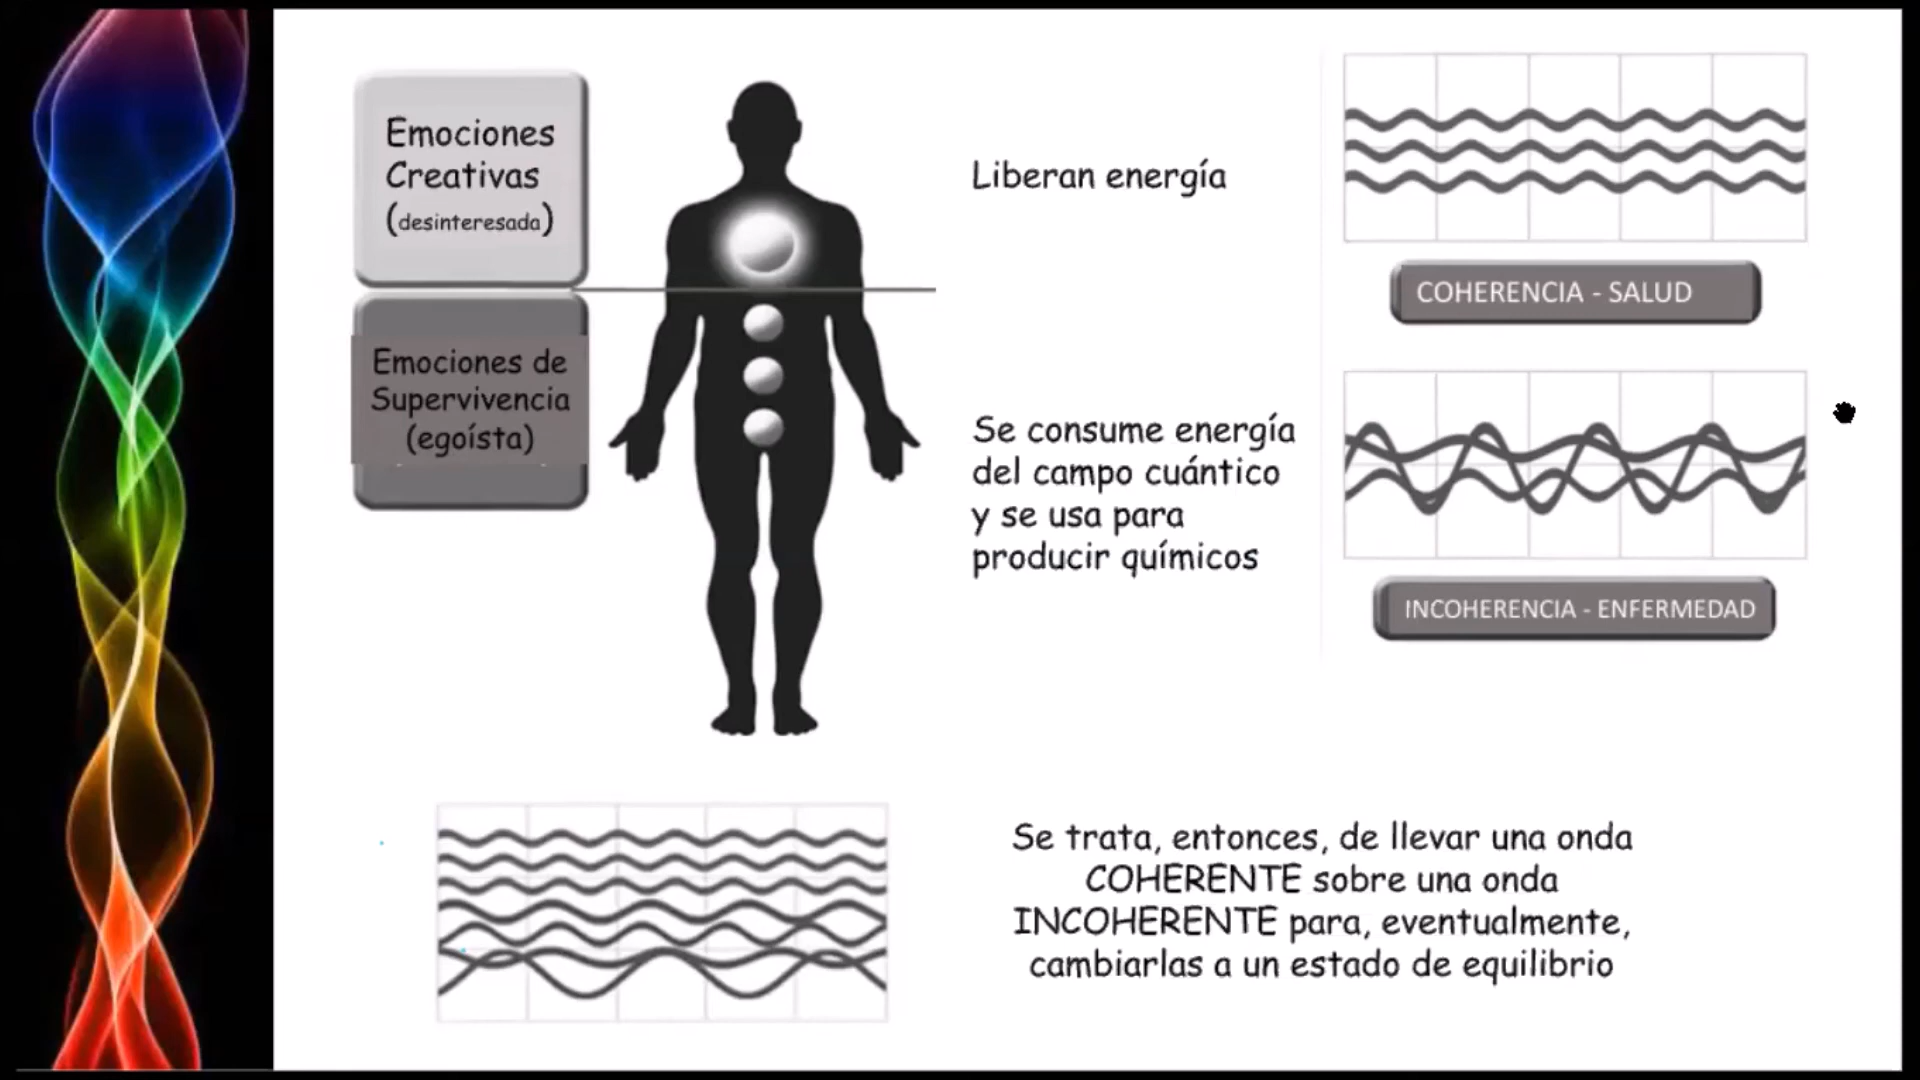 Emociones
Creativas
(desinteresada)
Liberan energía
COHERENCIA - SALUD
Emociones de
Supervivencia
(egoísta)
Se consume energía
del campo cuántico
y se usa para
producir químicos
INCOHERENCIA - ENFERMEDAD
Se trata, entonces, de llevar una onda
COHERENTE sobre una onda
INCOHERENTE para, eventualmente,
cambiarlas a un estado de equilibrio